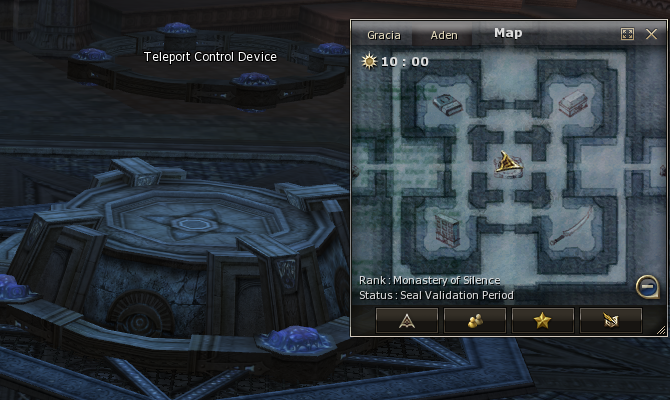 Teleport Control Device
Gracia Aden Map
10 : 00
Rank : Monastery of Silence
Status : Seal Validation Period